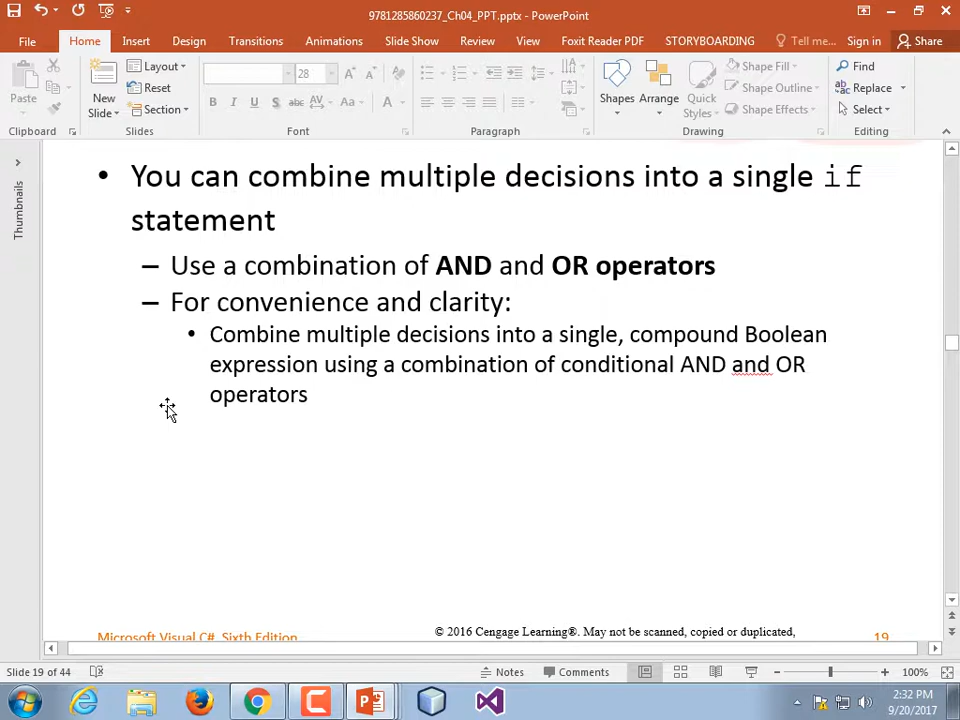 9781285860237_Ch04_PPT.pptx - PowerPoint
File Home Insert Design Transitions Animations Slide Show Review View Foxit Reader PDF STORYBOARDING Tell me... Sign in Share
Paste
Clipboard
New
Slide
Layout
Reset
Section
Slides
28
B I U S abc AV Aa A
Font
Paragraph
Shapes
Arrange
Quick
Styles
Shape Fill
Shape Outline
Shape Effects
Drawing
Find
Replace
Select
Editing
Thumbnails
• You can combine multiple decisions into a single if
statement
– Use a combination of AND and OR operators
– For convenience and clarity:
• Combine multiple decisions into a single, compound Boolean
expression using a combination of conditional AND and OR
operators
Microsoft Visual C#, Sixth Edition
© 2016 Cengage Learning®. May not be scanned, copied or duplicated,
19
Slide 19 of 44
Notes
Comments
100%
2:32 PM
9/20/2017